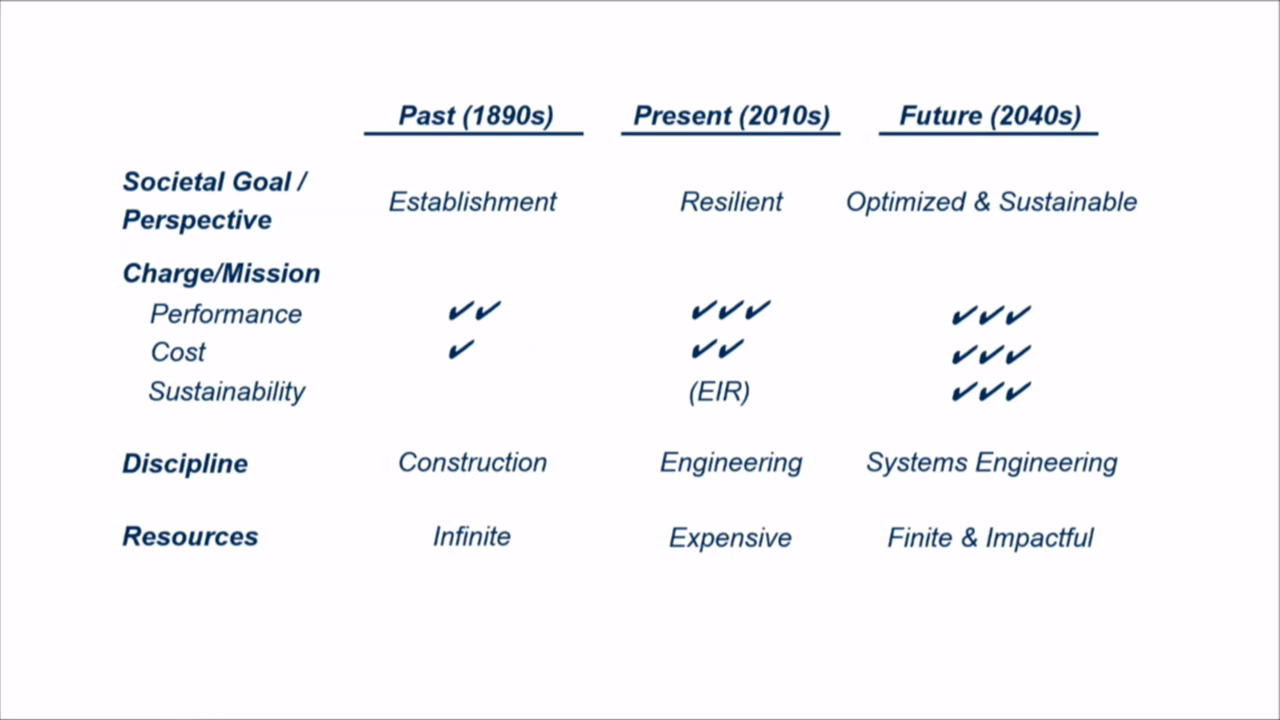 Past (1890s) Present (2010s) Future (2040s)
Societal Goal /
Perspective
Establishment Resilient Optimized & Sustainable
Charge/Mission
Performance ✔✔ ✔✔✔ ✔✔✔
Cost ✔ ✔✔ ✔✔✔
Sustainability (EIR) ✔✔✔
Discipline Construction Engineering Systems Engineering
Resources Infinite Expensive Finite & Impactful